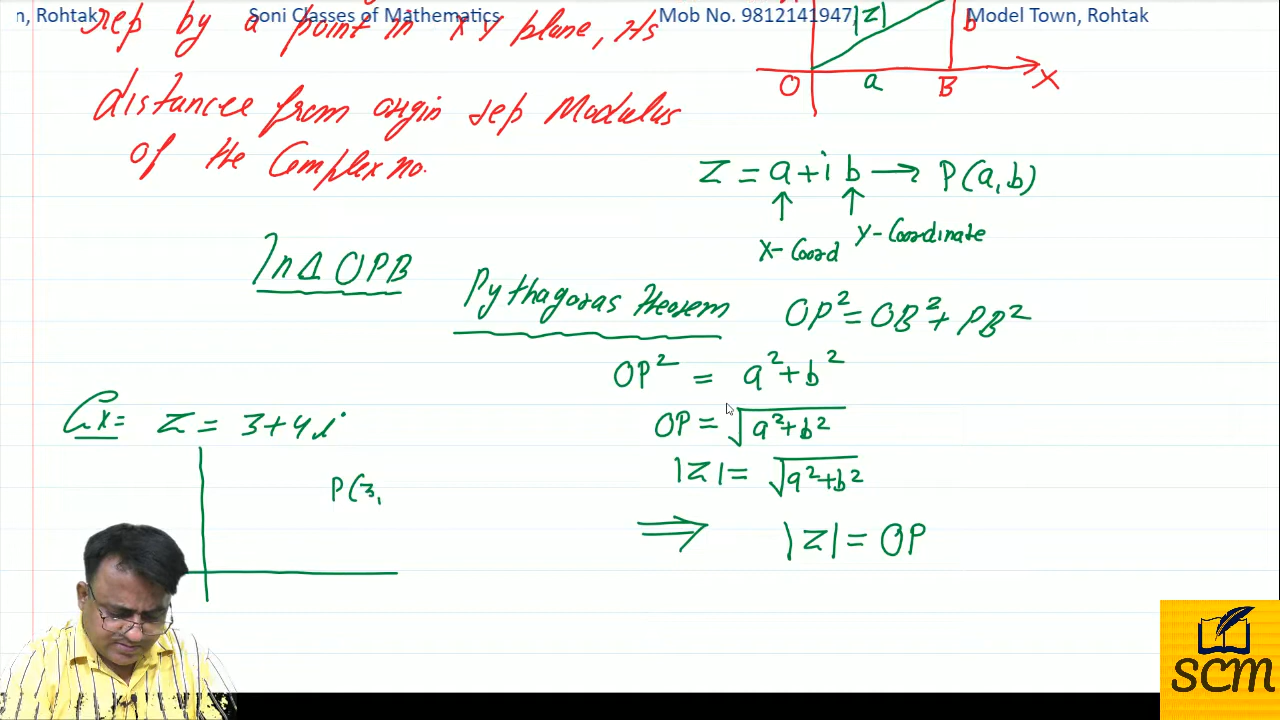 n, Rohtak Soni Classes of Mathematics Mob No. 9812141947, Model Town, Rohtak
rep by a point in XY plane, its
distance from origin rep Modulus
of the Complex no.
|Z| b
O a B X
Z = a + i b → P(a, b)
X-Coord Y-Coordinate
In Δ OPB
Pythagoras theorem OP² = OB² + PB²
OP² = a² + b²
OP = √a² + b²
|Z| = √a² + b²
⇒ |Z| = OP
Ex = Z = 3 + 4i
P(3,
SCM